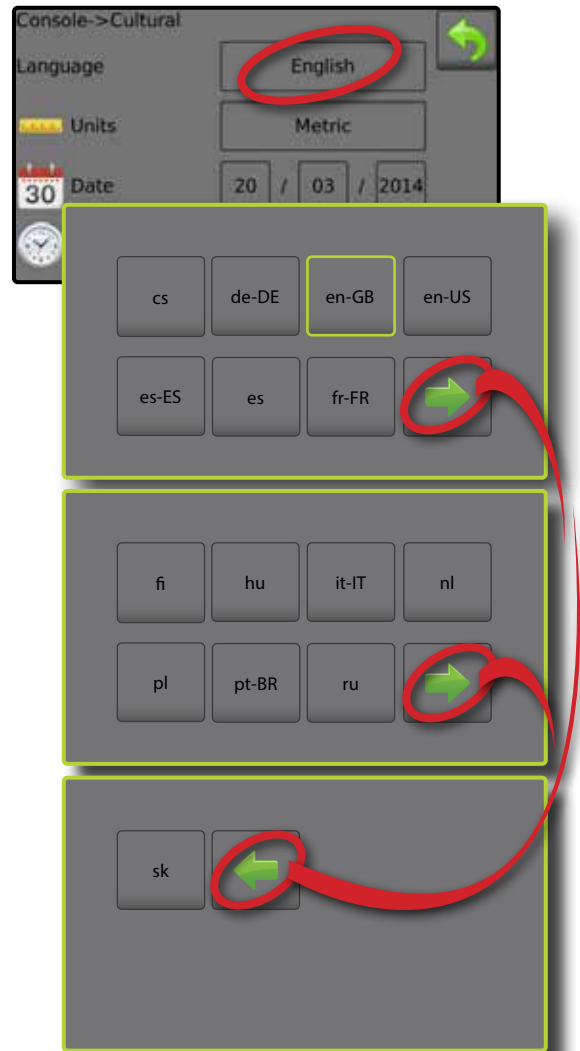 Console->Cultural
Language English
Units Metric
30 Date 20 / 03 / 2014
cs de-DE en-GB en-US
es-ES es fr-FR
fi hu it-IT nl
pl pt-BR ru
sk